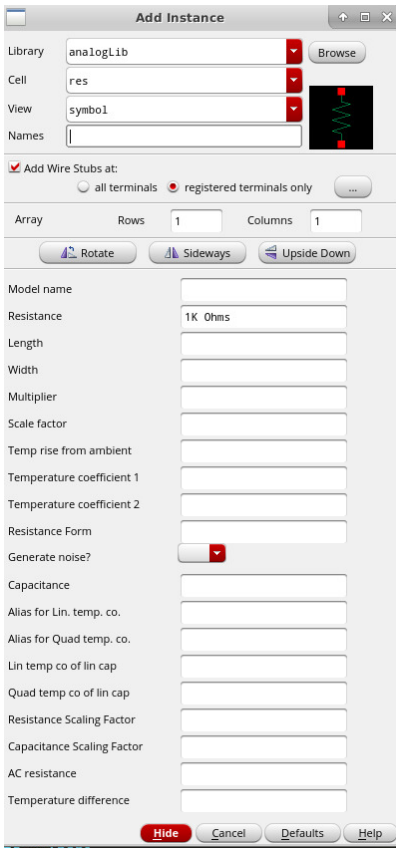 Add Instance
Library analogLib Browse
Cell res
View symbol
Names
Add Wire Stubs at:
all terminals registered terminals only ...
Array Rows 1 Columns 1
Rotate Sideways Upside Down
Model name
Resistance 1K Ohms
Length
Width
Multiplier
Scale factor
Temp rise from ambient
Temperature coefficient 1
Temperature coefficient 2
Resistance Form
Generate noise?
Capacitance
Alias for Lin. temp. co.
Alias for Quad temp. co.
Lin temp co of lin cap
Quad temp co of lin cap
Resistance Scaling Factor
Capacitance Scaling Factor
AC resistance
Temperature difference
Hide Cancel Defaults Help